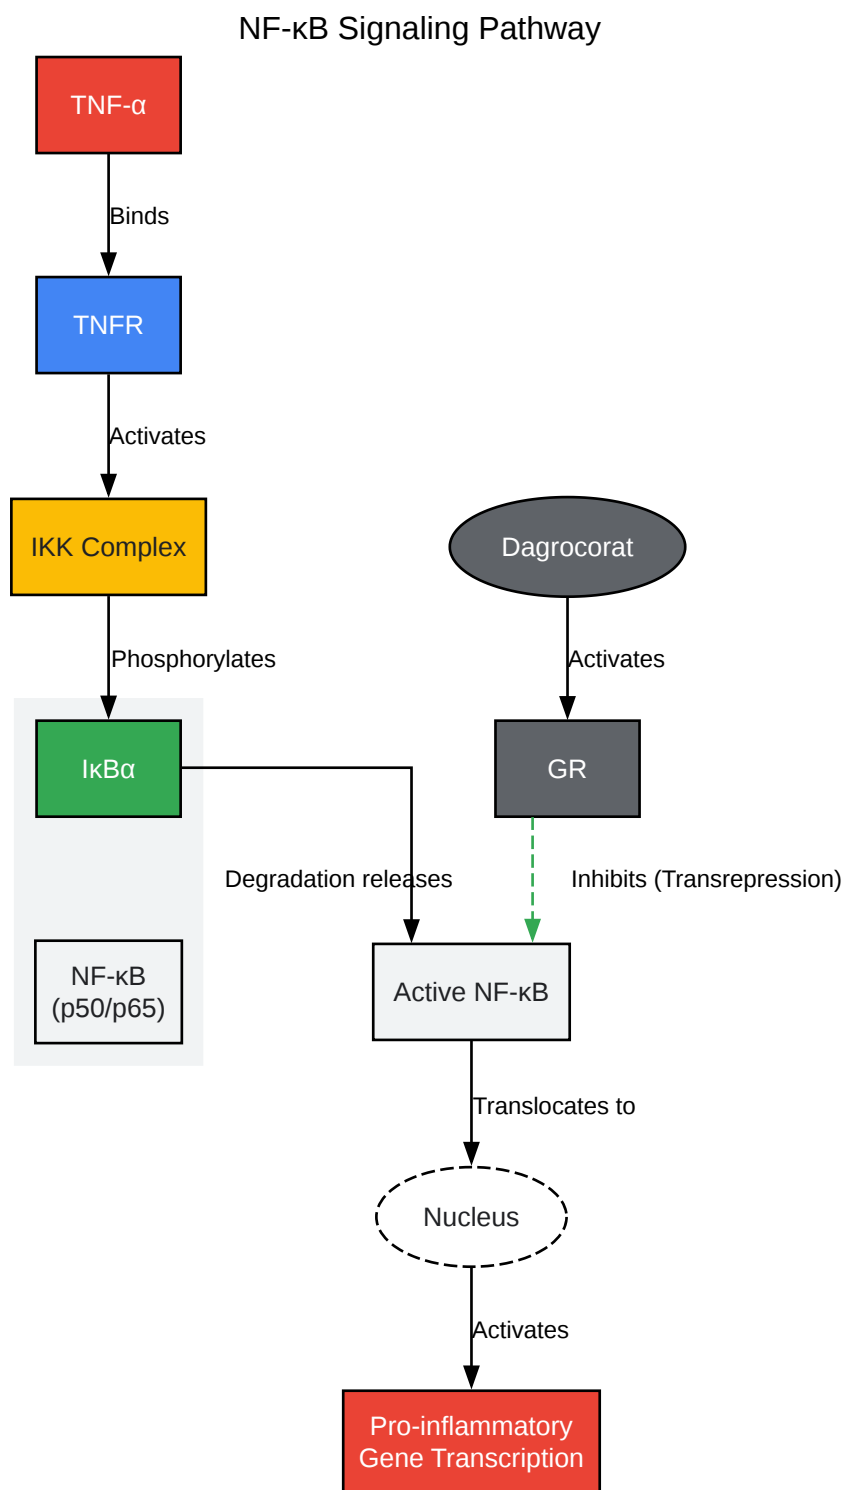 NF-κB Signaling Pathway
TNF-α
Binds
TNFR
Activates
IKK Complex
Dagrocorat
Phosphorylates
Activates
IκBα
GR
Degradation releases
Inhibits (Transrepression)
NF-κB
(p50/p65)
Active NF-κB
Translocates to
Nucleus
Activates
Pro-inflammatory
Gene Transcription